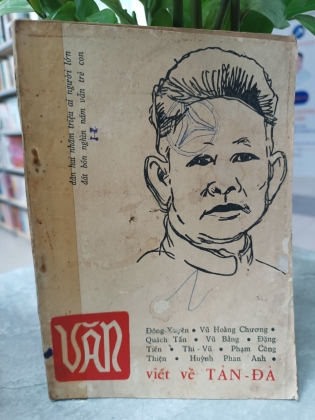 dân hai nhăm triệu ai người lớn
đất bốn nghìn năm vẫn trẻ con
VĂN
Đông-Xuyên • Vũ Hoàng Chương •
Quách Tấn • Vũ Bằng • Đặng
Tiến • Thi-Vũ • Phạm Công
Thiện • Huỳnh Phan Anh •
viết về TẢN-ĐÀ